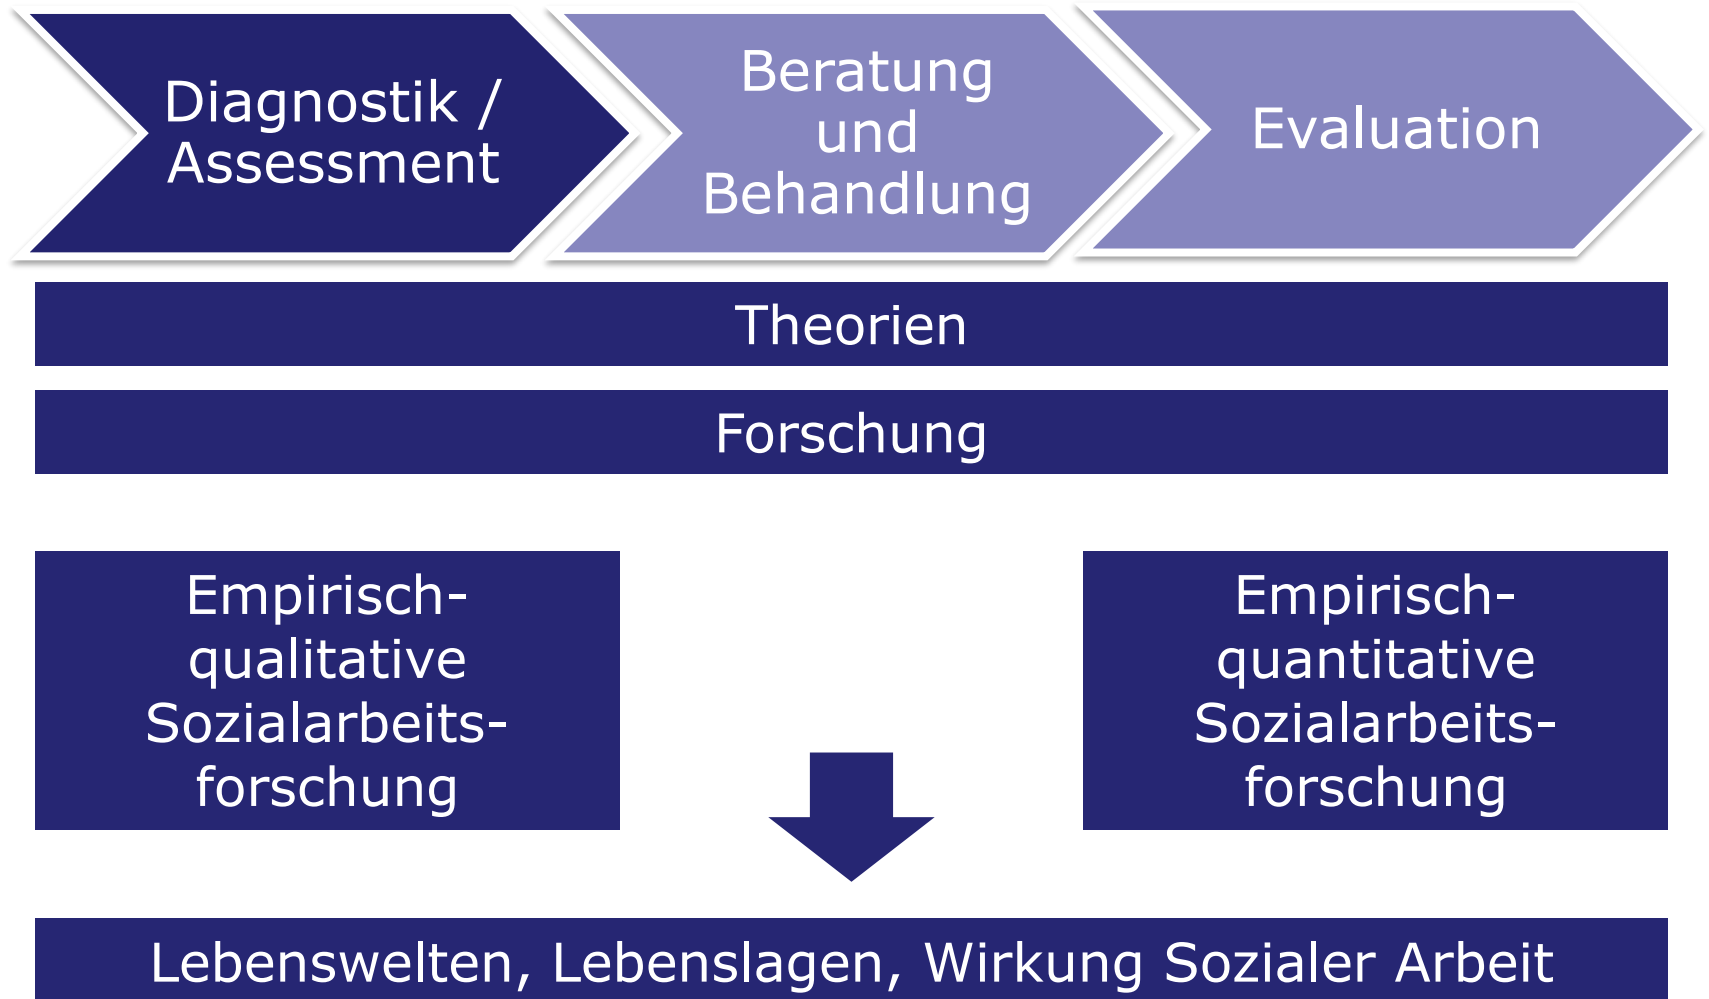 Diagnostik /
Assessment
Beratung
und
Behandlung
Evaluation
Theorien
Forschung
Empirisch-
qualitative
Sozialarbeits-
forschung
Empirisch-
quantitative
Sozialarbeits-
forschung
Lebenswelten, Lebenslagen, Wirkung Sozialer Arbeit